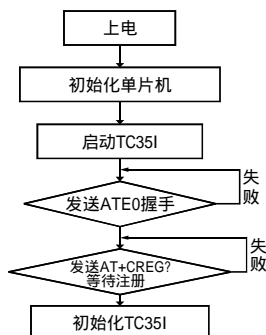 上电
初始化单片机
启动TC35I
失
败
发送ATE0握手
失
败
发送AT+CREG?
等待注册
初始化TC35I